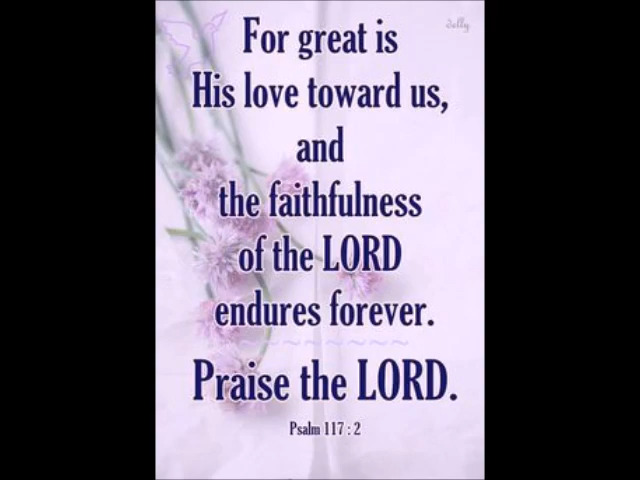 For great is
His love toward us,
and
the faithfulness
of the LORD
endures forever.
Praise the LORD.
Psalm 117 : 2